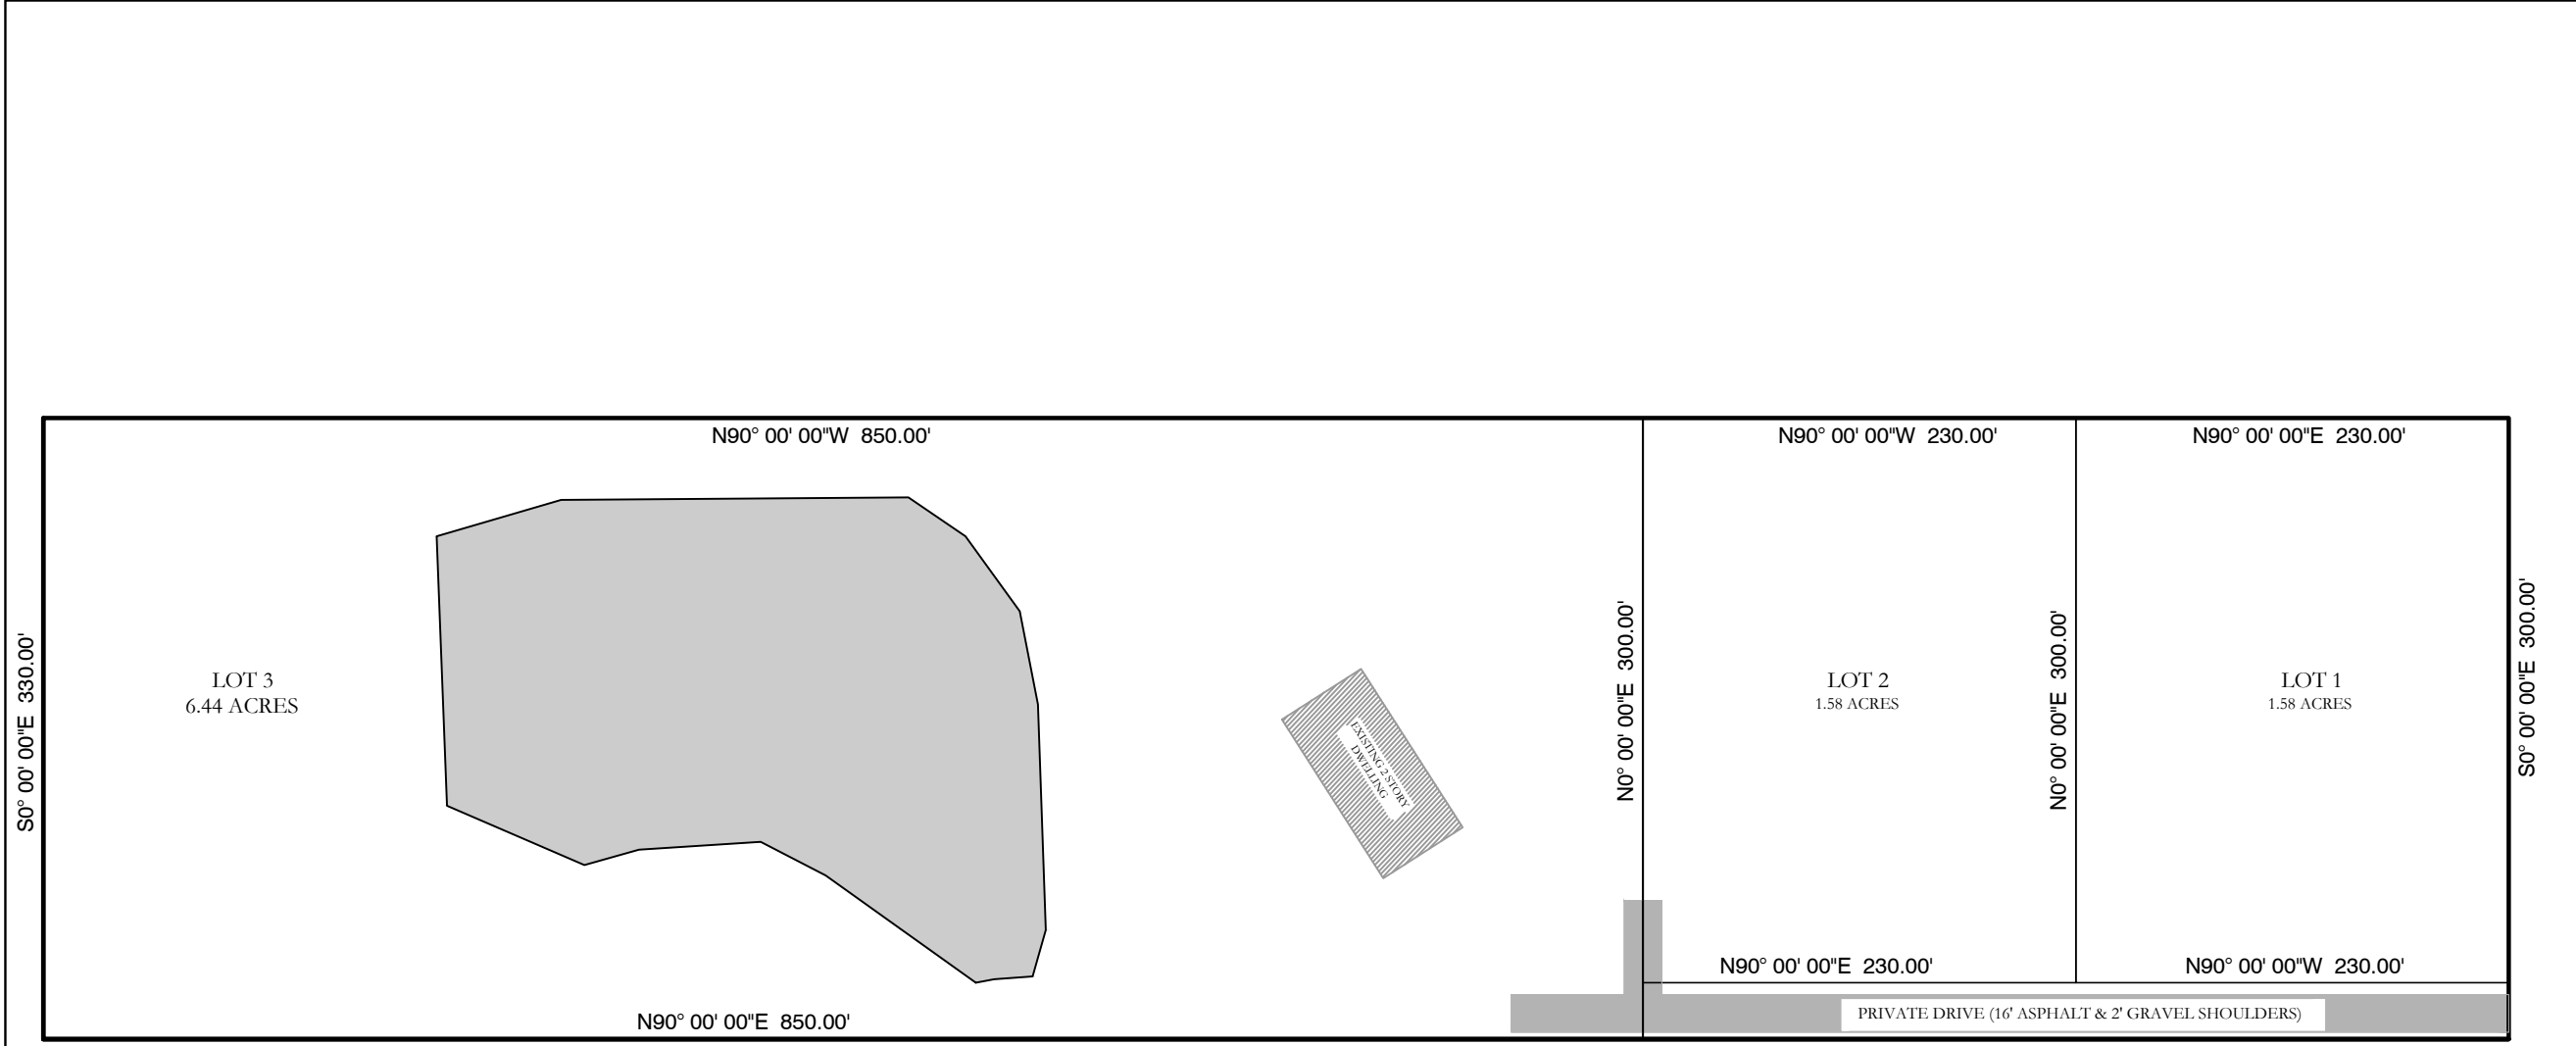 N90° 00' 00"W  850.00'
N90° 00' 00"W  230.00'
N90° 00' 00"E  230.00'
S0° 00' 00"E  330.00'
LOT 3
6.44 ACRES
EXISTING 2 STORY
DWELLING
N0° 00' 00"E  300.00'
LOT 2
1.58 ACRES
N0° 00' 00"E  300.00'
LOT 1
1.58 ACRES
S0° 00' 00"E  300.00'
N90° 00' 00"E  230.00'
N90° 00' 00"W  230.00'
N90° 00' 00"E  850.00'
PRIVATE DRIVE (16' ASPHALT & 2' GRAVEL SHOULDERS)